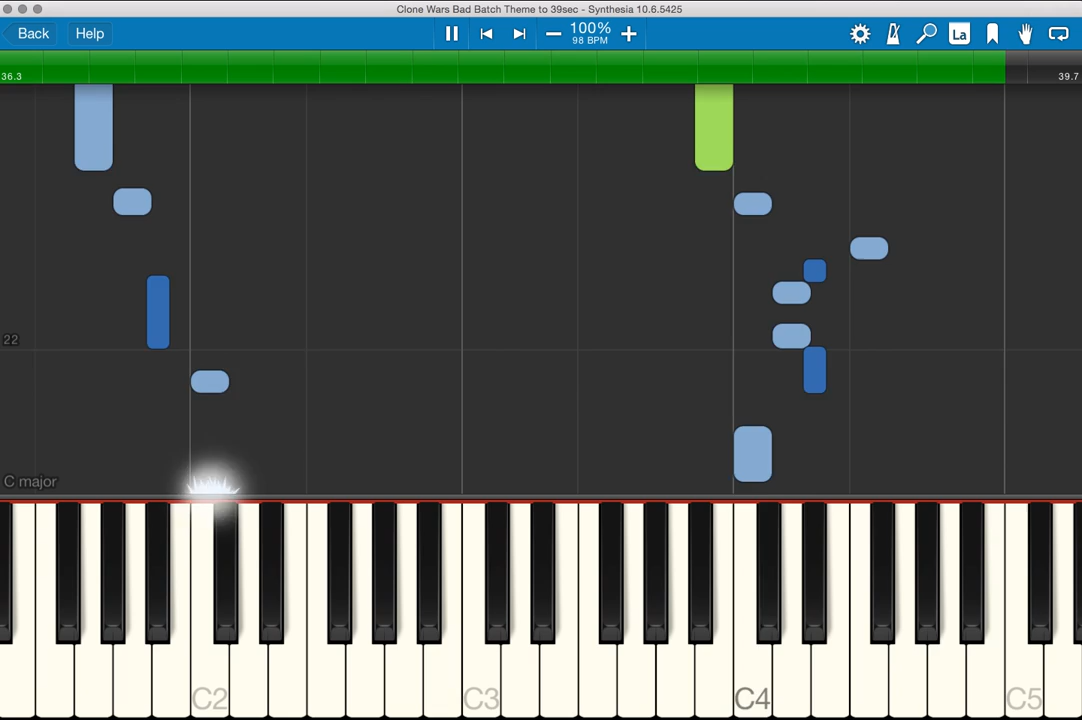 Clone Wars Bad Batch Theme to 39sec - Synthesia 10.6.5425
Back
Help
100%
98 BPM
La
36.3
39.7
22
C major
C2
C3
C4
C5